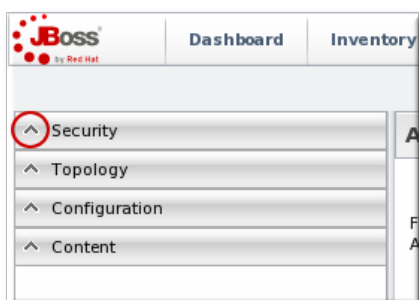 JBoss
by Red Hat
Dashboard
Inventory
Security
A
Topology
Configuration
F
Content
A